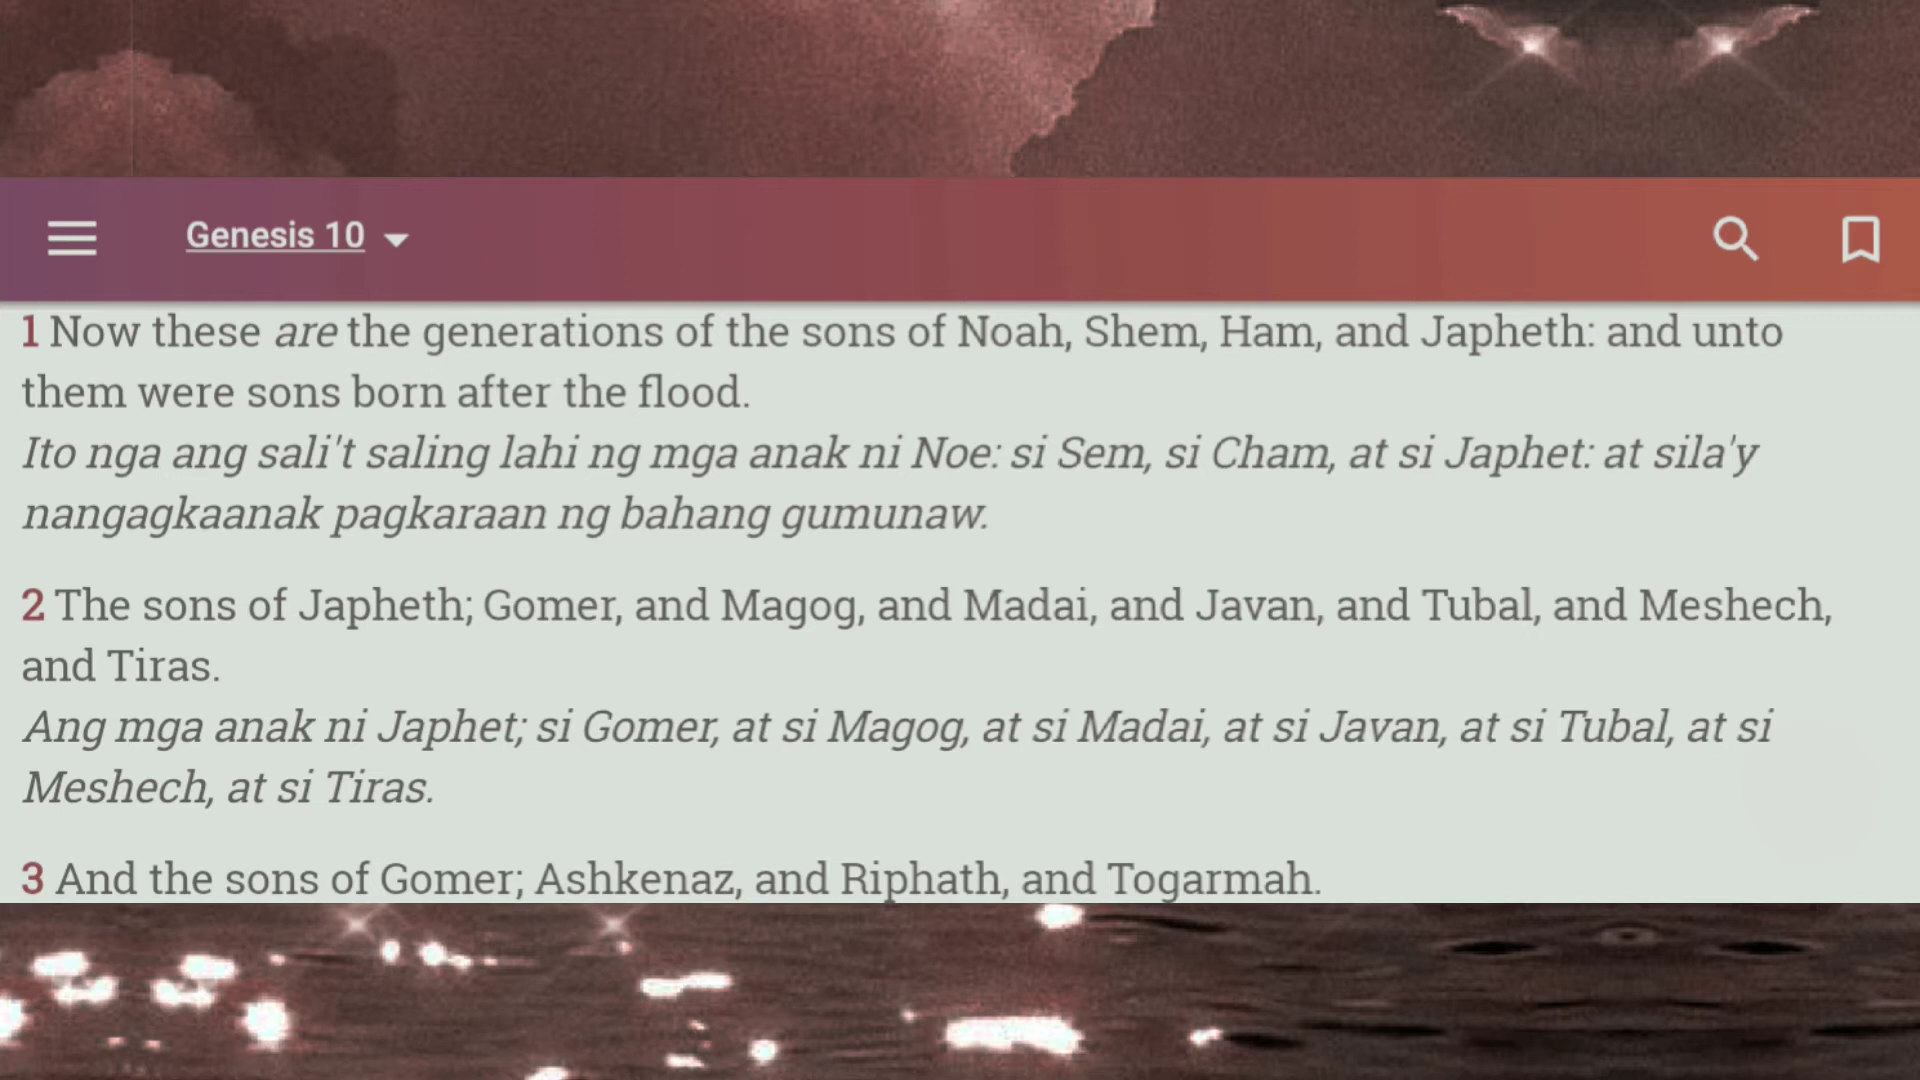 Genesis 10
1 Now these are the generations of the sons of Noah, Shem, Ham, and Japheth: and unto
them were sons born after the flood.
Ito nga ang sali't saling lahi ng mga anak ni Noe: si Sem, si Cham, at si Japhet: at sila'y
nangagkaanak pagkaraan ng bahang gumunaw.
2 The sons of Japheth; Gomer, and Magog, and Madai, and Javan, and Tubal, and Meshech,
and Tiras.
Ang mga anak ni Japhet; si Gomer, at si Magog, at si Madai, at si Javan, at si Tubal, at si
Meshech, at si Tiras.
3 And the sons of Gomer; Ashkenaz, and Riphath, and Togarmah.